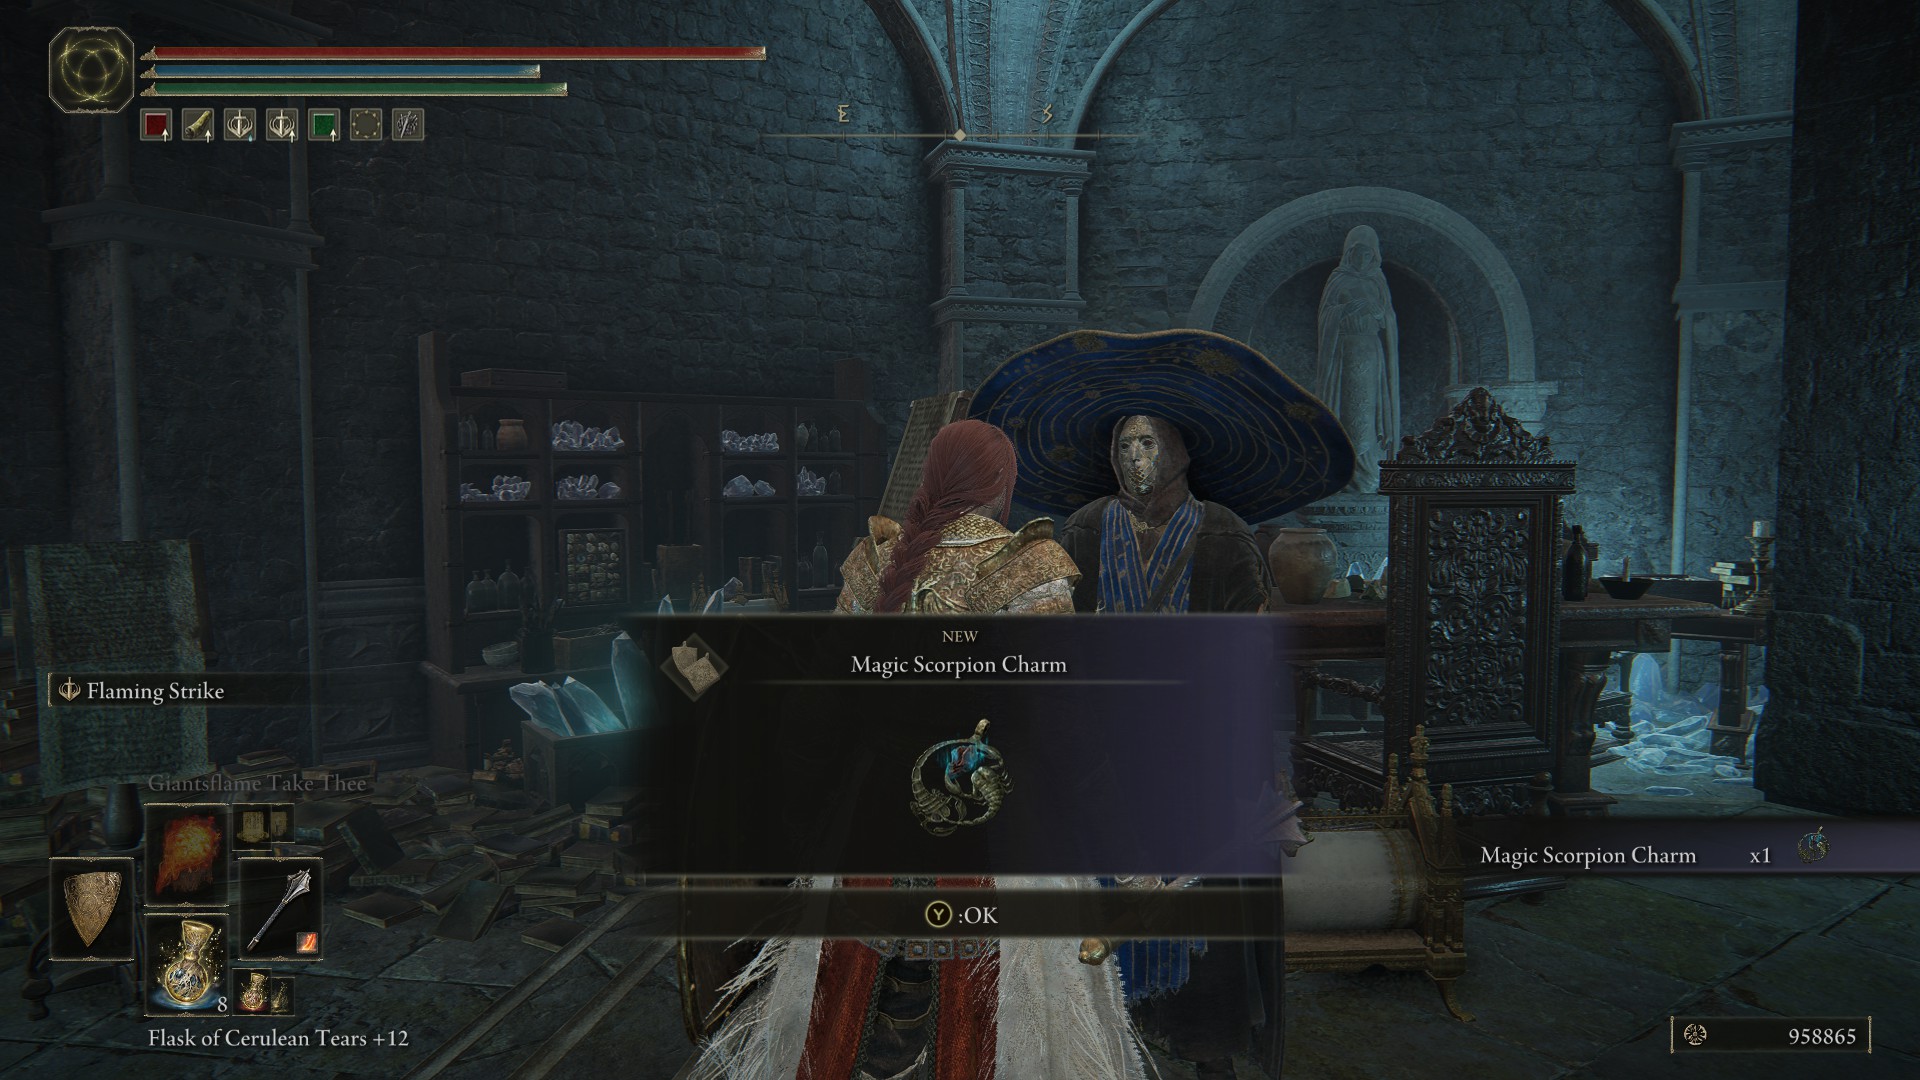 E
S
NEW
Magic Scorpion Charm
Flaming Strike
Giantsflame Take Thee
Magic Scorpion Charm x1
Y :OK
8
Flask of Cerulean Tears +12
958865